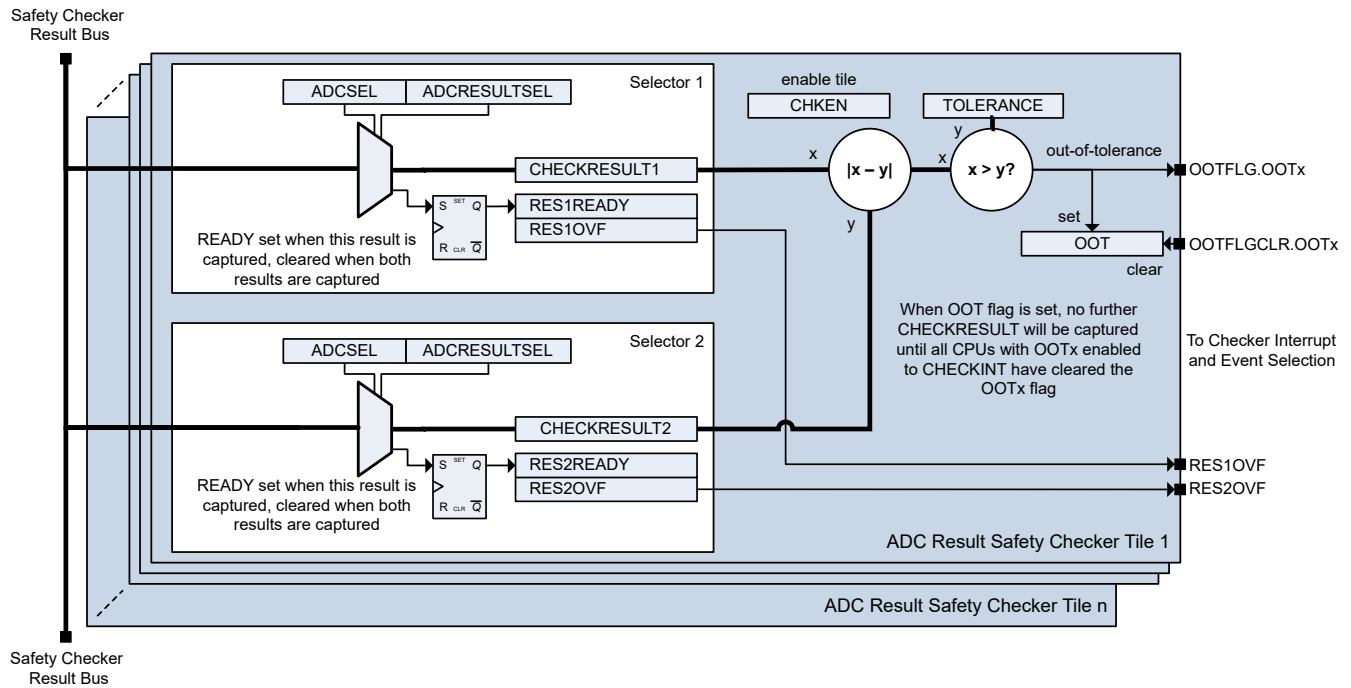 Safety Checker
Result Bus
Selector 1
ADCSEL
ADCRESULTSEL
CHECKRESULT1
RES1READY
RES1OVF
S SET Q
R CLR Q
READY set when this result is
captured, cleared when both
results are captured
enable tile
CHKEN
TOLERANCE
x
|x – y|
y
x
y
x > y?
out-of-tolerance
set
OOT
clear
OOTFLG.OOTx
OOTFLGCLR.OOTx
When OOT flag is set, no further
CHECKRESULT will be captured
until all CPUs with OOTx enabled
to CHECKINT have cleared the
OOTx flag
To Checker Interrupt
and Event Selection
Selector 2
ADCSEL
ADCRESULTSEL
CHECKRESULT2
RES2READY
RES2OVF
S SET Q
R CLR Q
READY set when this result is
captured, cleared when both
results are captured
RES1OVF
RES2OVF
ADC Result Safety Checker Tile 1
ADC Result Safety Checker Tile n
Safety Checker
Result Bus